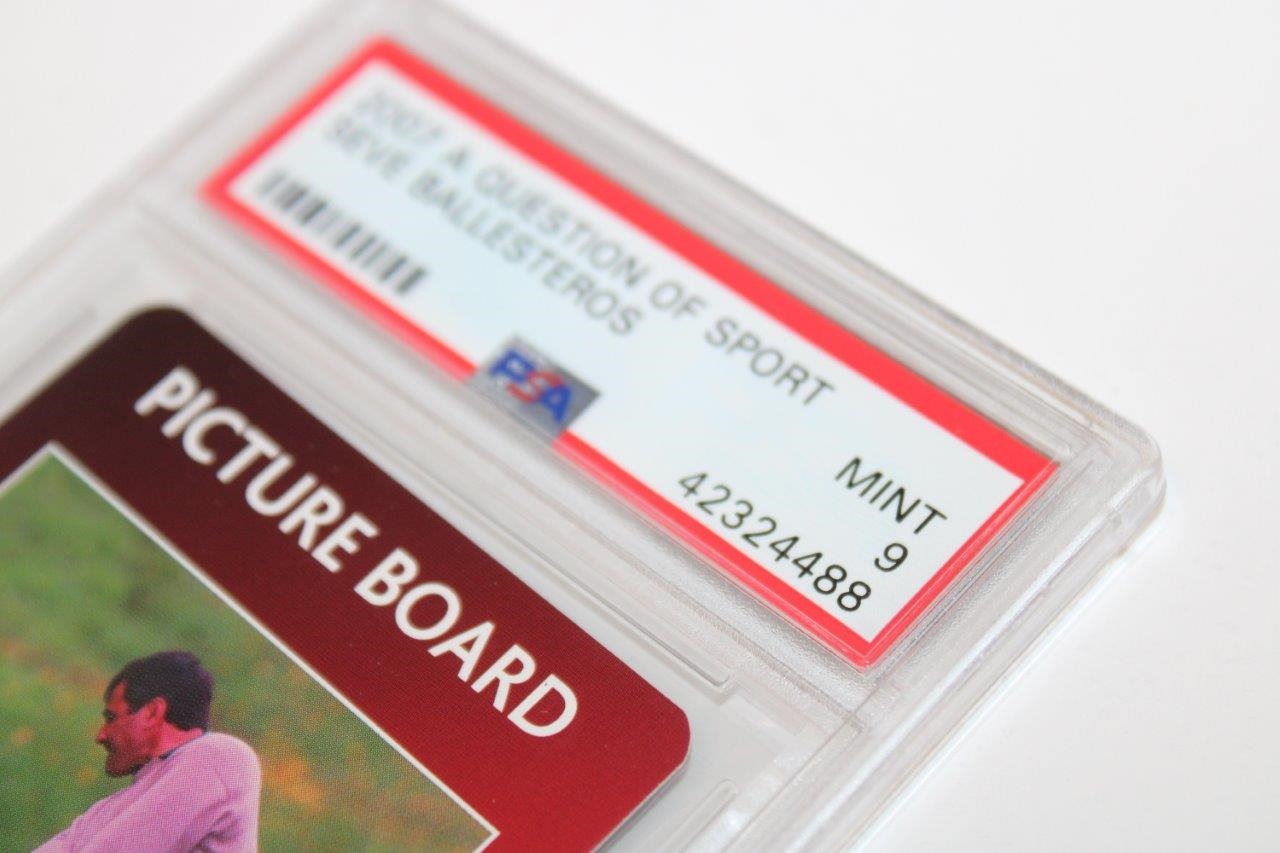 2007 A QUESTION OF SPORT
SEVE BALLESTEROS
MINT
9
PSA
42324488
PICTURE BOARD